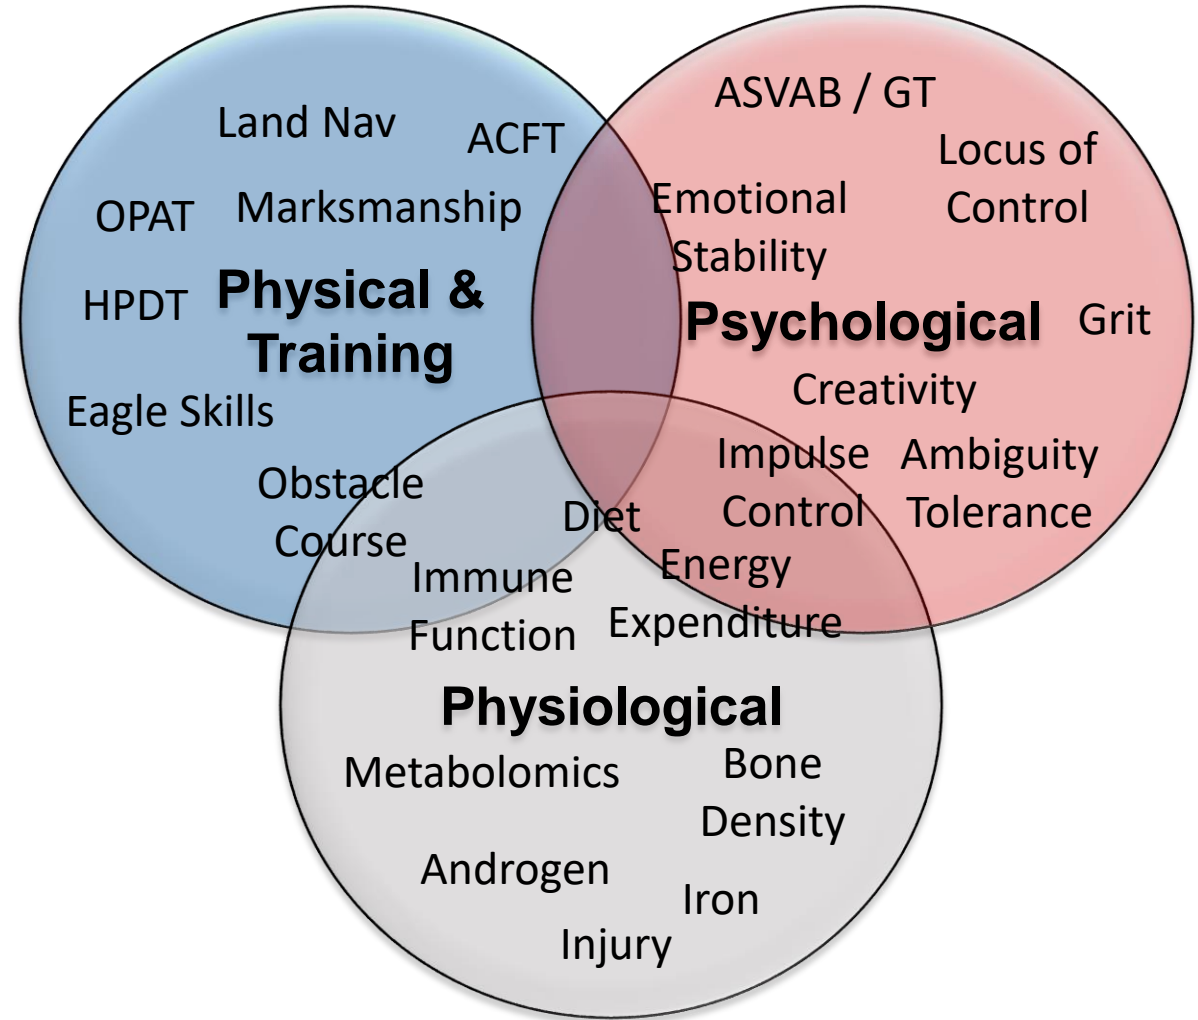 Land Nav
ACFT
OPAT
Marksmanship
HPDT
Physical &
Training
Eagle Skills
Obstacle
Course
ASVAB / GT
Locus of
Control
Emotional
Stability
Psychological
Grit
Creativity
Impulse
Control
Ambiguity
Tolerance
Diet
Energy
Expenditure
Immune
Function
Physiological
Metabolomics
Bone
Density
Androgen
Iron
Injury